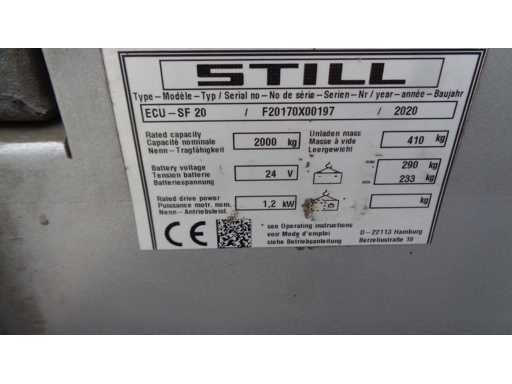 STILL
Type – Modèle – Typ / Serial no – No de série – Serien – Nr / year – année – Baujahr
ECU – SF 20 / F20170X00197 / 2020
Rated capacity
Capacité nominale 2000 kg
Nenn – Tragfähigkeit
Unladen mass
Masse à vide 410 kg
Leergewicht
Battery voltage
Tension batterie 24 V
Batteriespannung
max 290 kg
min 233 kg
Rated drive power
Puissance motr. nom. 1,2 kW
Nenn – Antriebsleist.
kg
CE
see Operating instructions
voir Mode d'emploi
siehe Betriebsanleitung
D – 22113 Hamburg
Berzeliusstraße 10